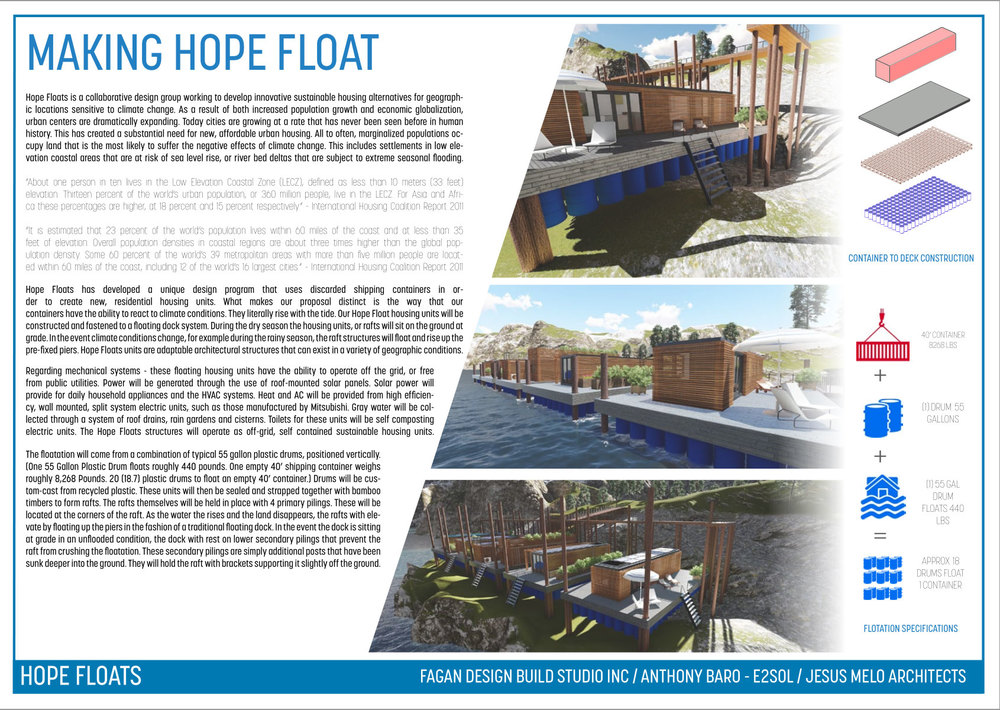 MAKING HOPE FLOAT
Hope Floats is a collaborative design group working to develop innovative sustainable housing alternatives for geograph-
ic locations sensitive to climate change. As a result of both increased population growth and economic globalization,
urban centers are dramatically expanding. Today cities are growing at a rate that has never been seen before in human
history. This has created a substantial need for new, affordable urban housing. All to often, marginalized populations oc-
cupy land that is the most likely to suffer the negative effects of climate change. This includes settlements in low ele-
vation coastal areas that are at risk of sea level rise, or river bed deltas that are subject to extreme seasonal flooding.
"About one person in ten lives in the Low Elevation Coastal Zone (LECZ), defined as less than 10 meters (33 feet)
elevation. Thirteen percent of the world's urban population, or 360 million people, live in the LECZ. For Asia and Afri-
ca these percentages are higher, at 18 percent and 15 percent respectively." - International Housing Coalition Report 2011
"It is estimated that 23 percent of the world's population lives within 60 miles of the coast and at less than 35
feet of elevation. Overall population densities in coastal regions are about three times higher than the global pop-
ulation density. Some 60 percent of the world's 39 metropolitan areas with more than five million people are locat-
ed within 60 miles of the coast, including 12 of the world's 16 largest cities." - International Housing Coalition Report 2011
Hope Floats has developed a unique design program that uses discarded shipping containers in or-
der to create new, residential housing units. What makes our proposal distinct is the way that our
containers have the ability to react to climate conditions. They literally rise with the tide. Our Hope Float housing units will be
constructed and fastened to a floating dock system. During the dry season the housing units, or rafts will sit on the ground at
grade. In the event climate conditions change, for example during the rainy season, the raft structures will float and rise up the
pre-fixed piers. Hope Floats units are adaptable architectural structures that can exist in a variety of geographic conditions.
Regarding mechanical systems - these floating housing units have the ability to operate off the grid, or free
from public utilities. Power will be generated through the use of roof-mounted solar panels. Solar power will
provide for daily household appliances and the HVAC systems. Heat and AC will be provided from high efficien-
cy, wall mounted, split system electric units, such as those manufactured by Mitsubishi. Gray water will be col-
lected through a system of roof drains, rain gardens and cisterns. Toilets for these units will be self composting
electric units. The Hope Floats structures will operate as off-grid, self contained sustainable housing units.
The floatation will come from a combination of typical 55 gallon plastic drums, positioned vertically.
(One 55 Gallon Plastic Drum floats roughly 440 pounds. One empty 40' shipping container weighs
roughly 8,268 Pounds. 20 (18.7) plastic drums to float an empty 40' container.) Drums will be cus-
tom-cast from recycled plastic. These units will then be sealed and strapped together with bamboo
timbers to form rafts. The rafts themselves will be held in place with 4 primary pilings. These will be
located at the corners of the raft. As the water the rises and the land disappears, the rafts with ele-
vate by floating up the piers in the fashion of a traditional floating dock. In the event the dock is sitting
at grade in an unflooded condition, the dock with rest on lower secondary pilings that prevent the
raft from crushing the floatation. These secondary pilings are simply additional posts that have been
sunk deeper into the ground. They will hold the raft with brackets supporting it slightly off the ground.
CONTAINER TO DECK CONSTRUCTION
40' CONTAINER
8268 LBS
+
(1) DRUM 55
GALLONS
+
(1) 55 GAL
DRUM
FLOATS 440
LBS
=
APPROX 18
DRUMS FLOAT
1 CONTAINER
FLOTATION SPECIFICATIONS
HOPE FLOATS
FAGAN DESIGN BUILD STUDIO INC / ANTHONY BARO - E2SOL / JESUS MELO ARCHITECTS